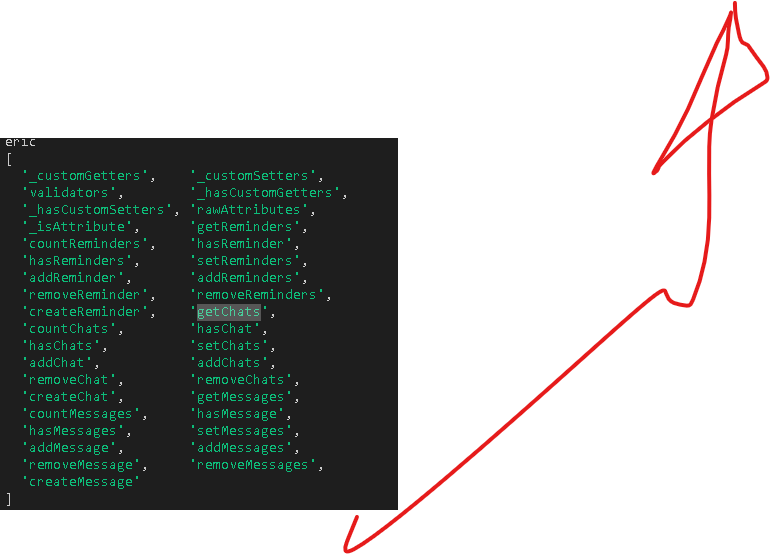 eric
[
'_customGetters', '_customSetters',
'validators', '_hasCustomGetters',
'_hasCustomSetters', 'rawAttributes',
'_isAttribute', 'getReminders',
'countReminders', 'hasReminder',
'hasReminders', 'setReminders',
'addReminder', 'addReminders',
'removeReminder', 'removeReminders',
'createReminder', 'getChats',
'countChats', 'hasChat',
'hasChats', 'setChats',
'addChat', 'addChats',
'removeChat', 'removeChats',
'createChat', 'getMessages',
'countMessages', 'hasMessage',
'hasMessages', 'setMessages',
'addMessage', 'addMessages',
'removeMessage', 'removeMessages',
'createMessage'
]